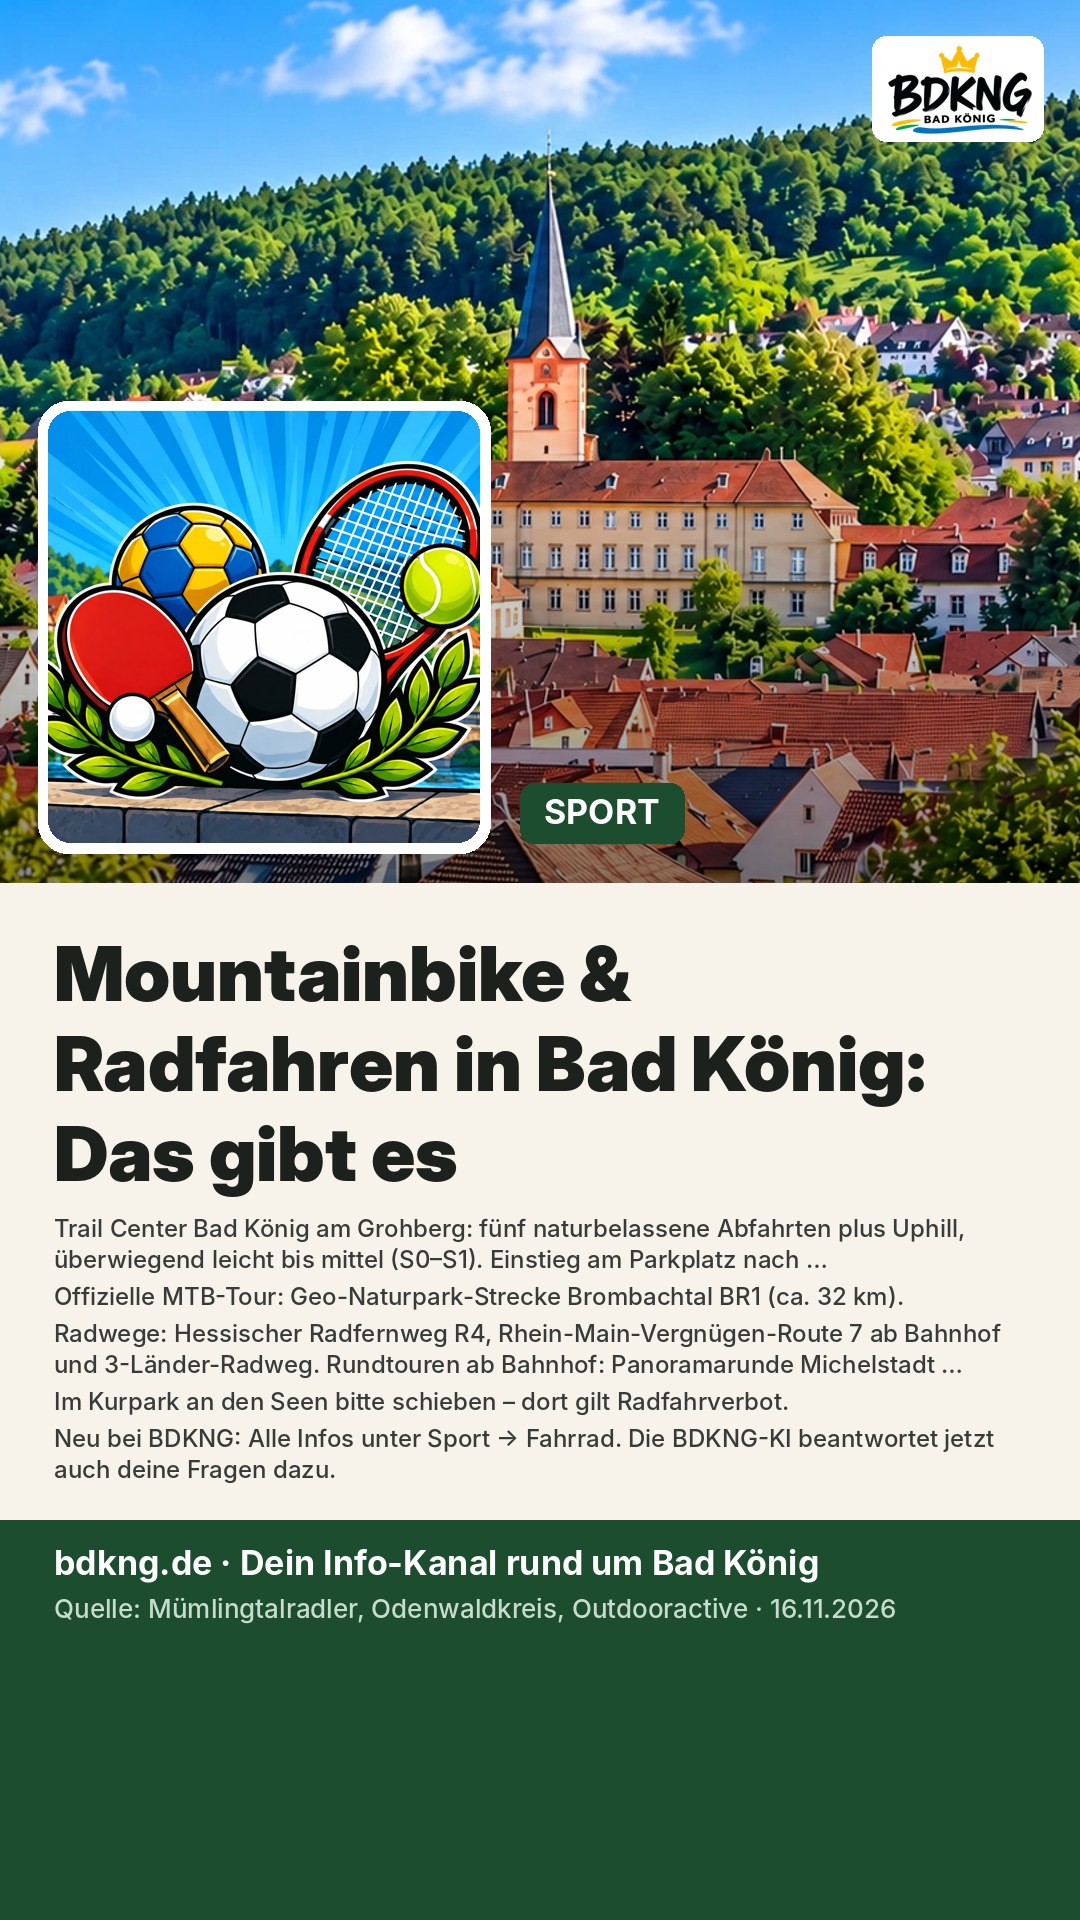 BDKNG
BAD KÖNIG
SPORT
Mountainbike &
Radfahren in Bad König:
Das gibt es
Trail Center Bad König am Grohberg: fünf naturbelassene Abfahrten plus Uphill,
überwiegend leicht bis mittel (S0–S1). Einstieg am Parkplatz nach …
Offizielle MTB-Tour: Geo-Naturpark-Strecke Brombachtal BR1 (ca. 32 km).
Radwege: Hessischer Radfernweg R4, Rhein-Main-Vergnügen-Route 7 ab Bahnhof
und 3-Länder-Radweg. Rundtouren ab Bahnhof: Panoramarunde Michelstadt …
Im Kurpark an den Seen bitte schieben – dort gilt Radfahrverbot.
Neu bei BDKNG: Alle Infos unter Sport → Fahrrad. Die BDKNG-KI beantwortet jetzt
auch deine Fragen dazu.
bdkng.de · Dein Info-Kanal rund um Bad König
Quelle: Mümlingtalradler, Odenwaldkreis, Outdooractive · 16.11.2026